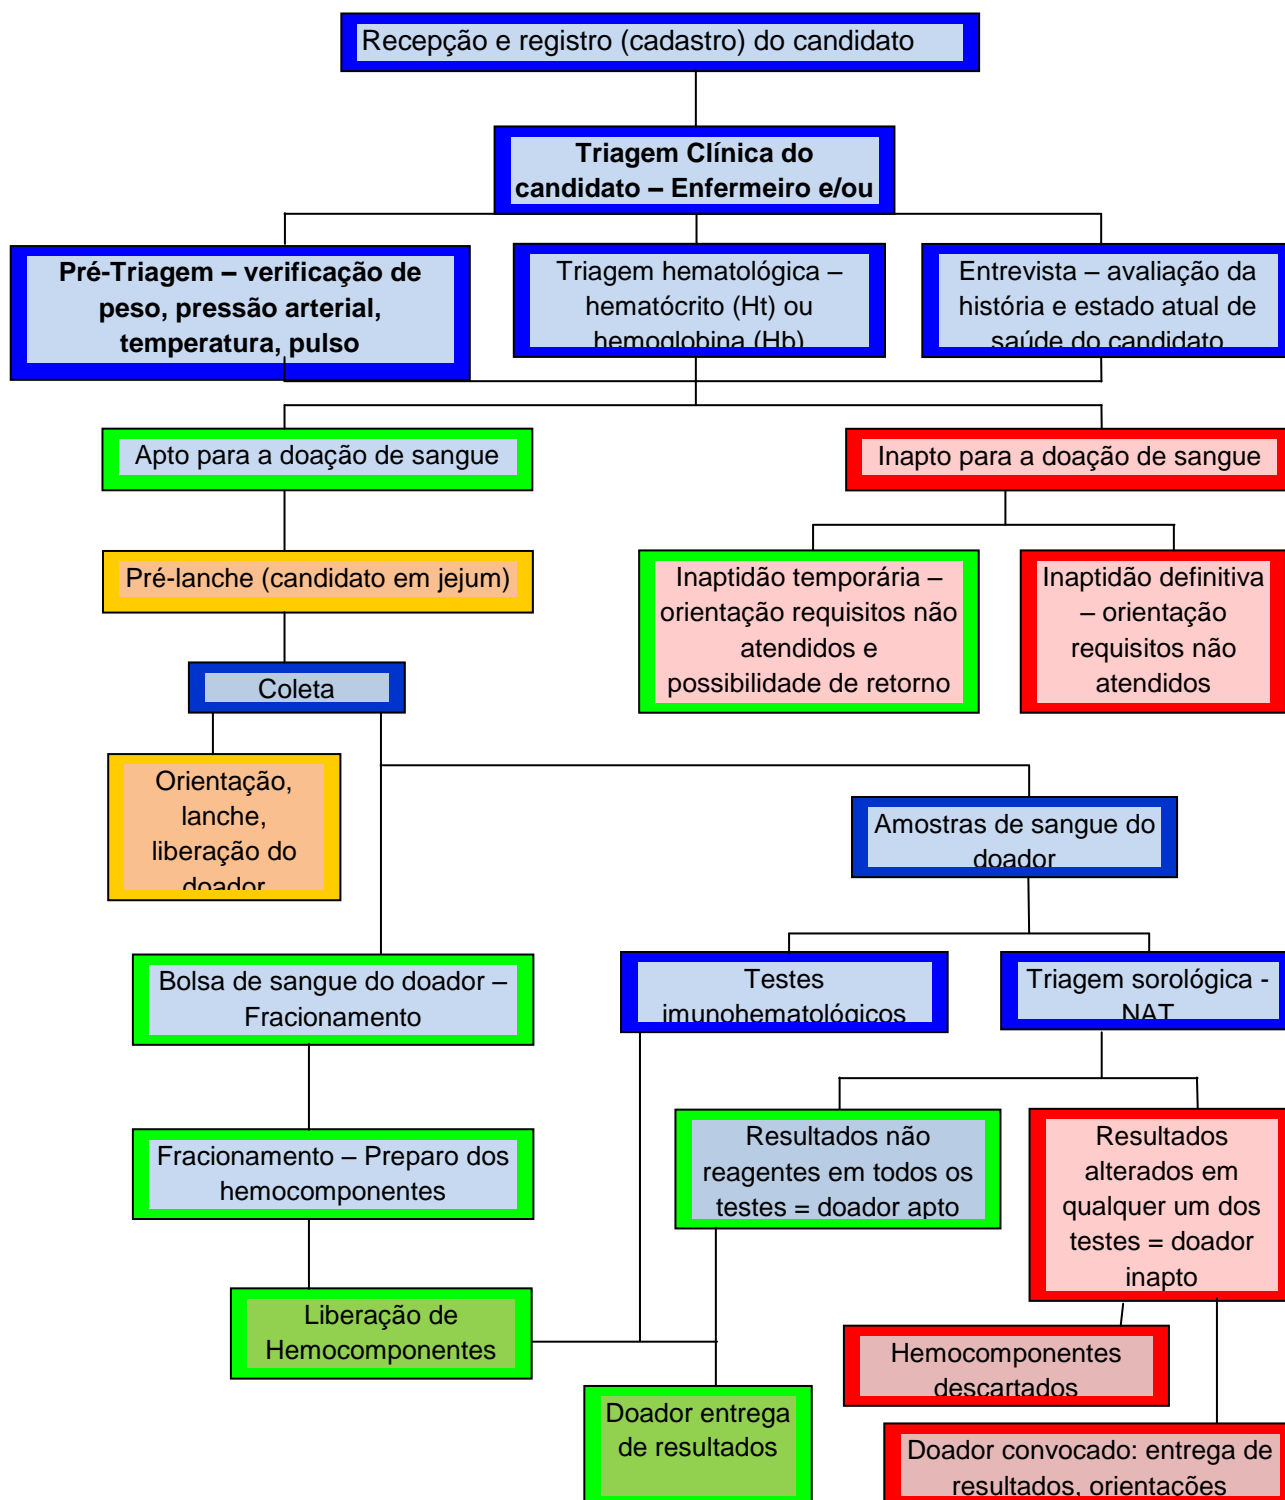 Recepção e registro (cadastro) do candidato
Triagem Clínica do
candidato – Enfermeiro e/ou
Pré-Triagem – verificação de
peso, pressão arterial,
temperatura, pulso
Triagem hematológica –
hematócrito (Ht) ou
hemoglobina (Hb)
Entrevista – avaliação da
história e estado atual de
saúde do candidato
Apto para a doação de sangue
Inapto para a doação de sangue
Pré-lanche (candidato em jejum)
Inaptidão temporária –
orientação requisitos não
atendidos e
possibilidade de retorno
Inaptidão definitiva
– orientação
requisitos não
atendidos
Coleta
Orientação,
lanche,
liberação do
doador
Amostras de sangue do
doador
Bolsa de sangue do doador –
Fracionamento
Testes
imunohematológicos
Triagem sorológica -
NAT
Fracionamento – Preparo dos
hemocomponentes
Resultados não
reagentes em todos os
testes = doador apto
Resultados
alterados em
qualquer um dos
testes = doador
inapto
Liberação de
Hemocomponentes
Hemocomponentes
descartados
Doador entrega
de resultados
Doador convocado: entrega de
resultados, orientações